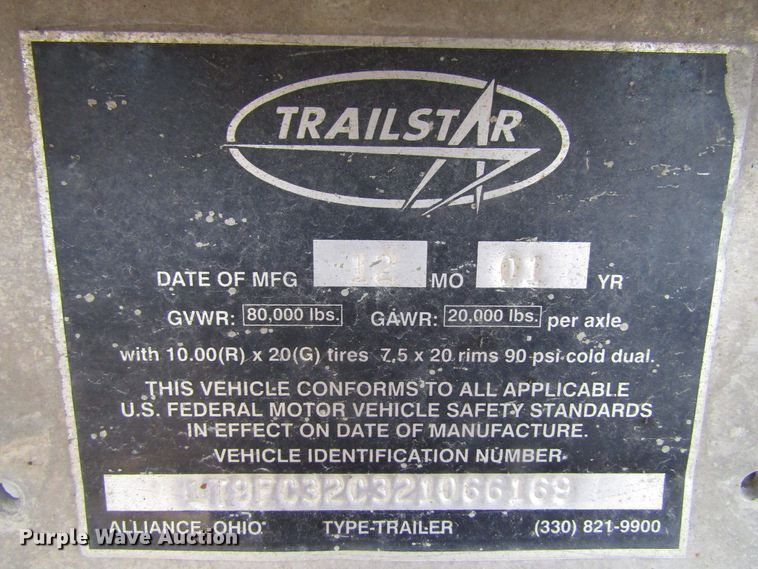 TRAILSTAR
DATE OF MFG 12 MO 01 YR
GVWR: 80,000 lbs. GAWR: 20,000 lbs. per axle
with 10.00(R) x 20(G) tires 7.5 x 20 rims 90 psi cold dual.
THIS VEHICLE CONFORMS TO ALL APPLICABLE
U.S. FEDERAL MOTOR VEHICLE SAFETY STANDARDS
IN EFFECT ON DATE OF MANUFACTURE.
VEHICLE IDENTIFICATION NUMBER
ALLIANCE, OHIO TYPE-TRAILER (330) 821-9900
Purple Wave Auction